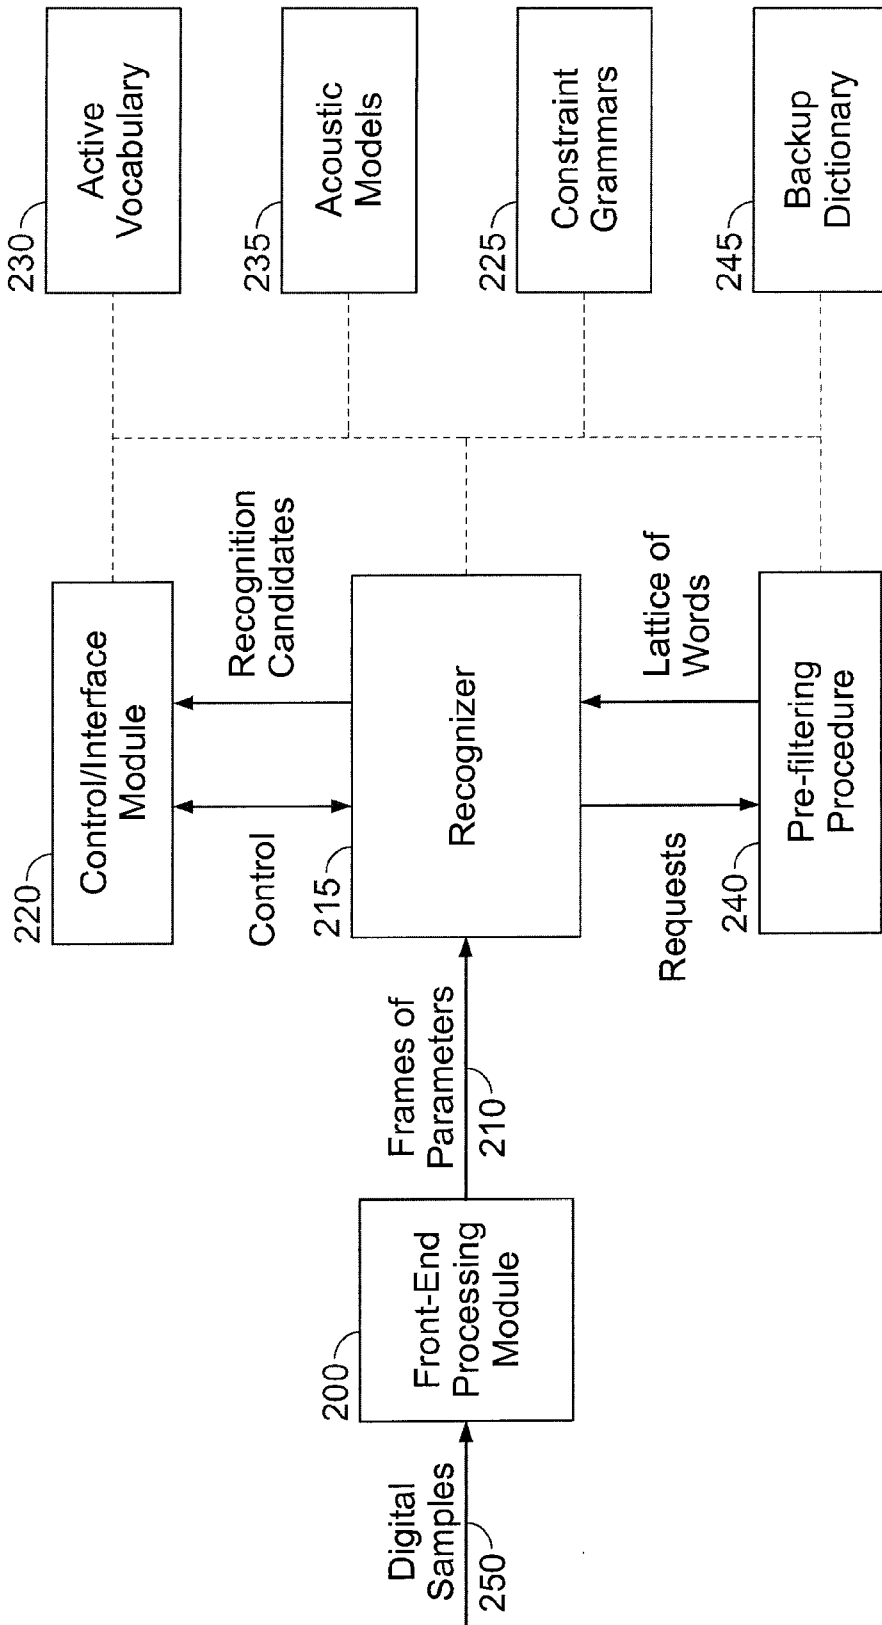 230
Active
Vocabulary
235
Acoustic
Models
225
Constraint
Grammars
245
Backup
Dictionary
220
Control/Interface
Module
Control
Recognition
Candidates
215
Recognizer
Requests
Lattice of
Words
240
Pre-filtering
Procedure
Frames of
Parameters
210
200
Front-End
Processing
Module
Digital
Samples
250